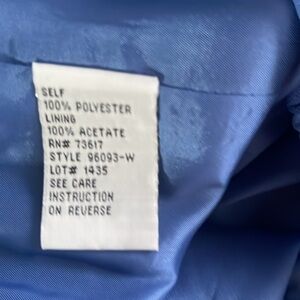 SELF
100% POLYESTER
LINING
100% ACETATE
RN# 73617
STYLE 96093-W
LOT# 1435
SEE CARE
INSTRUCTION
ON REVERSE